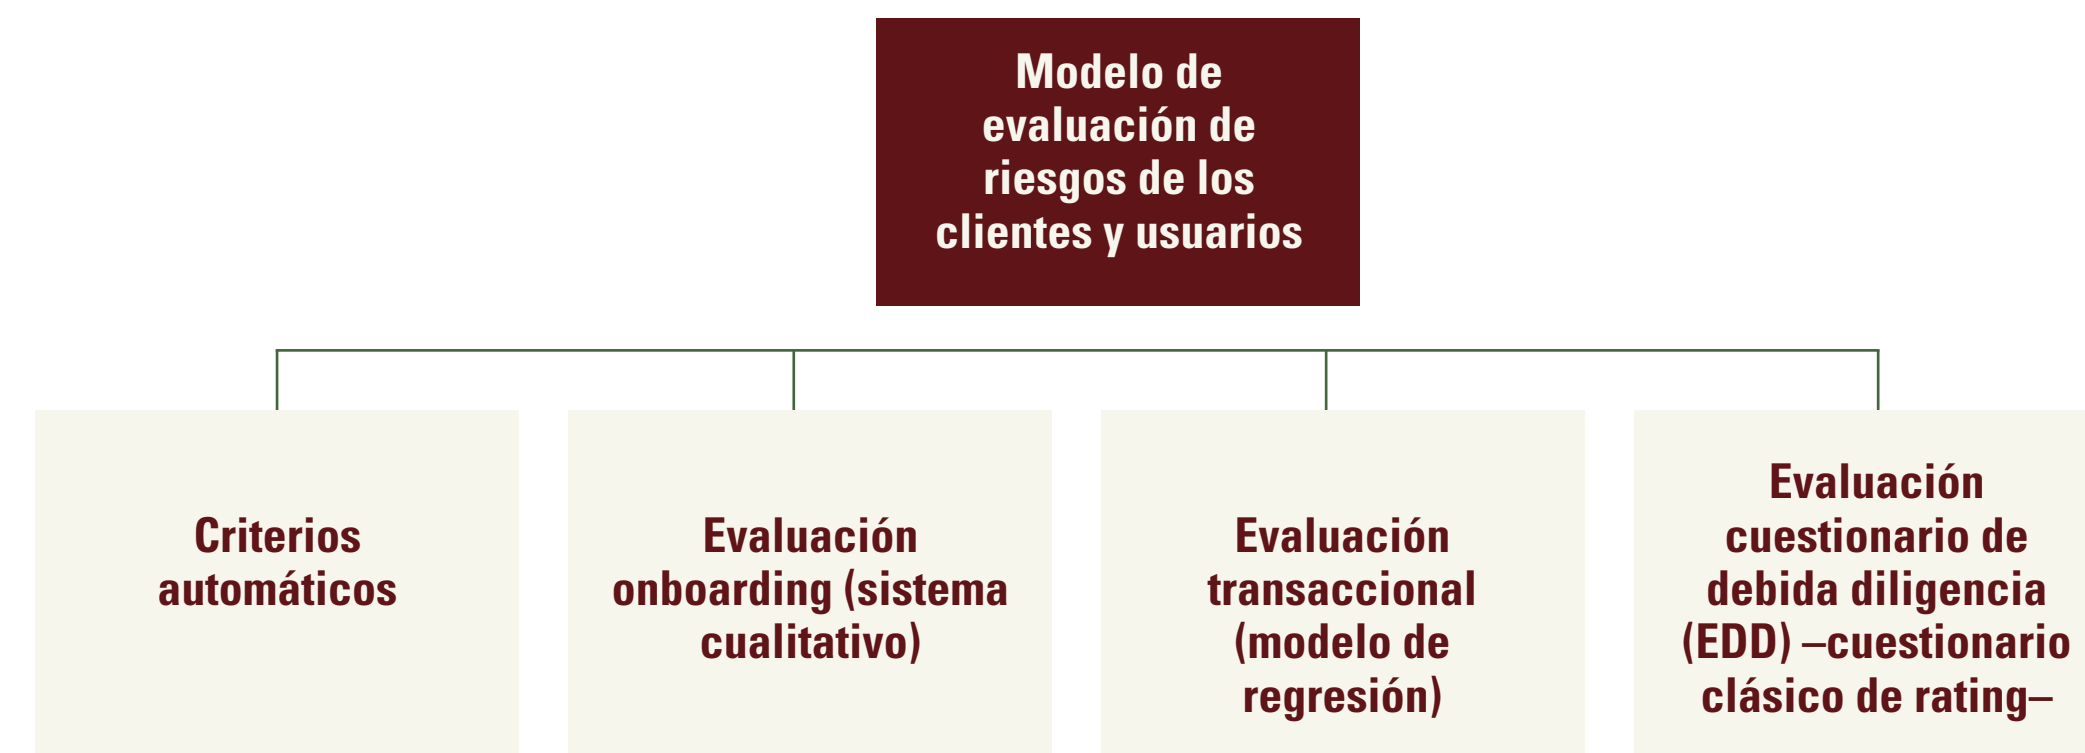 Modelo de
evaluación de
riesgos de los
clientes y usuarios
Criterios
automáticos
Evaluación
onboarding (sistema
cualitativo)
Evaluación
transaccional
(modelo de
regresión)
Evaluación
cuestionario de
debida diligencia
(EDD) –cuestionario
clásico de rating–